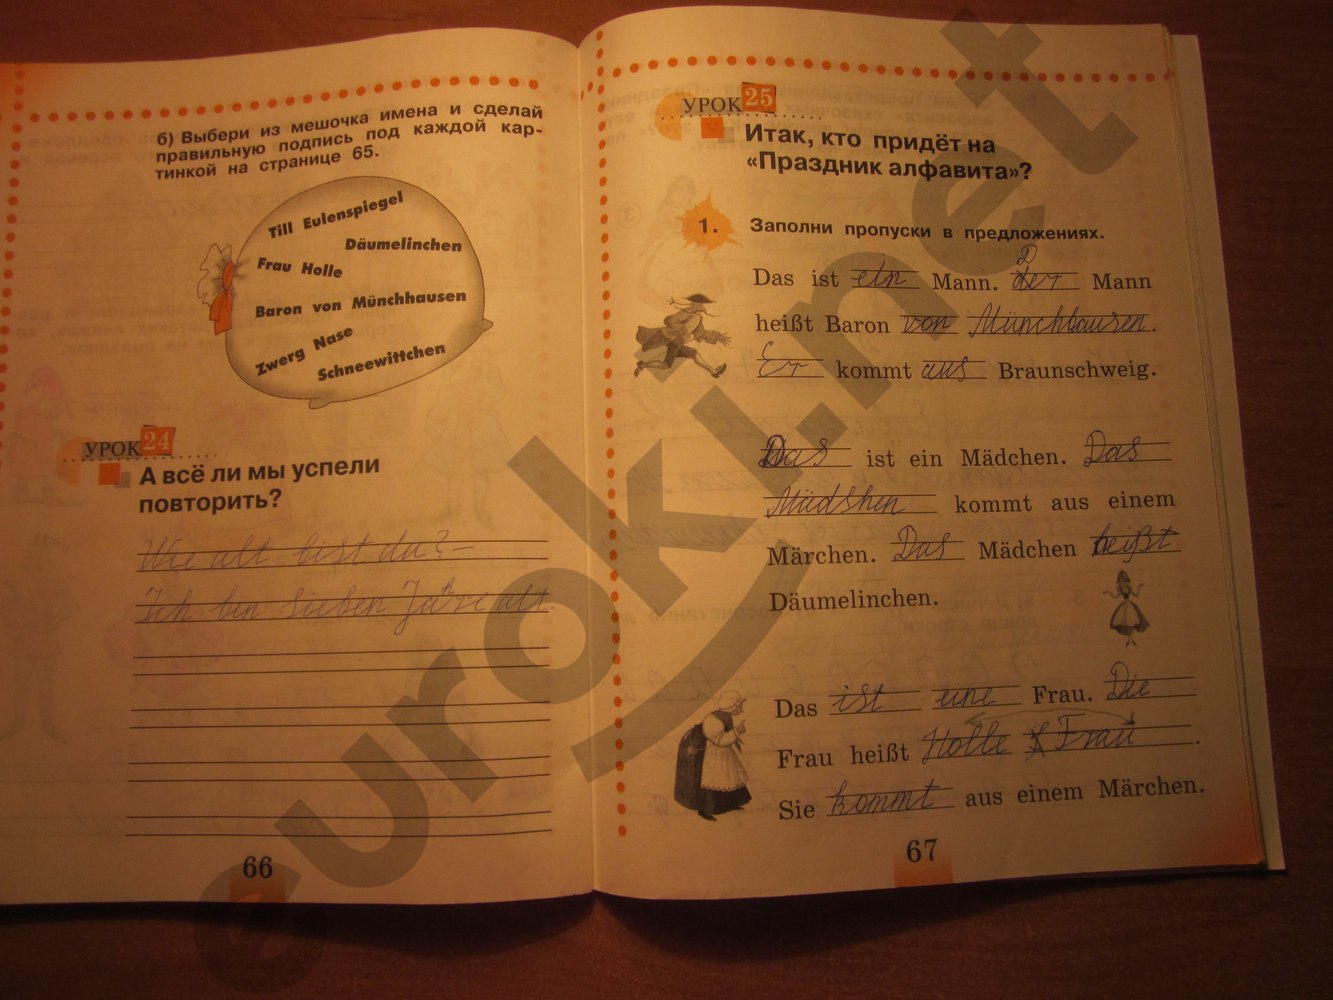 б) Выбери из мешочка имена и сделай
правильную подпись под каждой кар-
тинкой на странице 65.
Till Eulenspiegel
Däumelinchen
Frau Holle
Baron von Münchhausen
Zwerg Nase
Schneewittchen
УРОК 24
А всё ли мы успели
повторить?
Wie alt bist du? –
Ich bin sieben Jahre alt.
66
УРОК 25
Итак, кто придёт на
«Праздник алфавита»?
1. Заполни пропуски в предложениях.
Das ist ein Mann. Der Mann
heißt Baron von Münchhausen.
Er kommt aus Braunschweig.
Das ist ein Mädchen. Das
Mädshen kommt aus einem
Märchen. Das Mädchen heißt
Däumelinchen.
Das ist eine Frau. Die
Frau heißt Holle Frau.
Sie kommt aus einem Märchen.
67
euroki.net